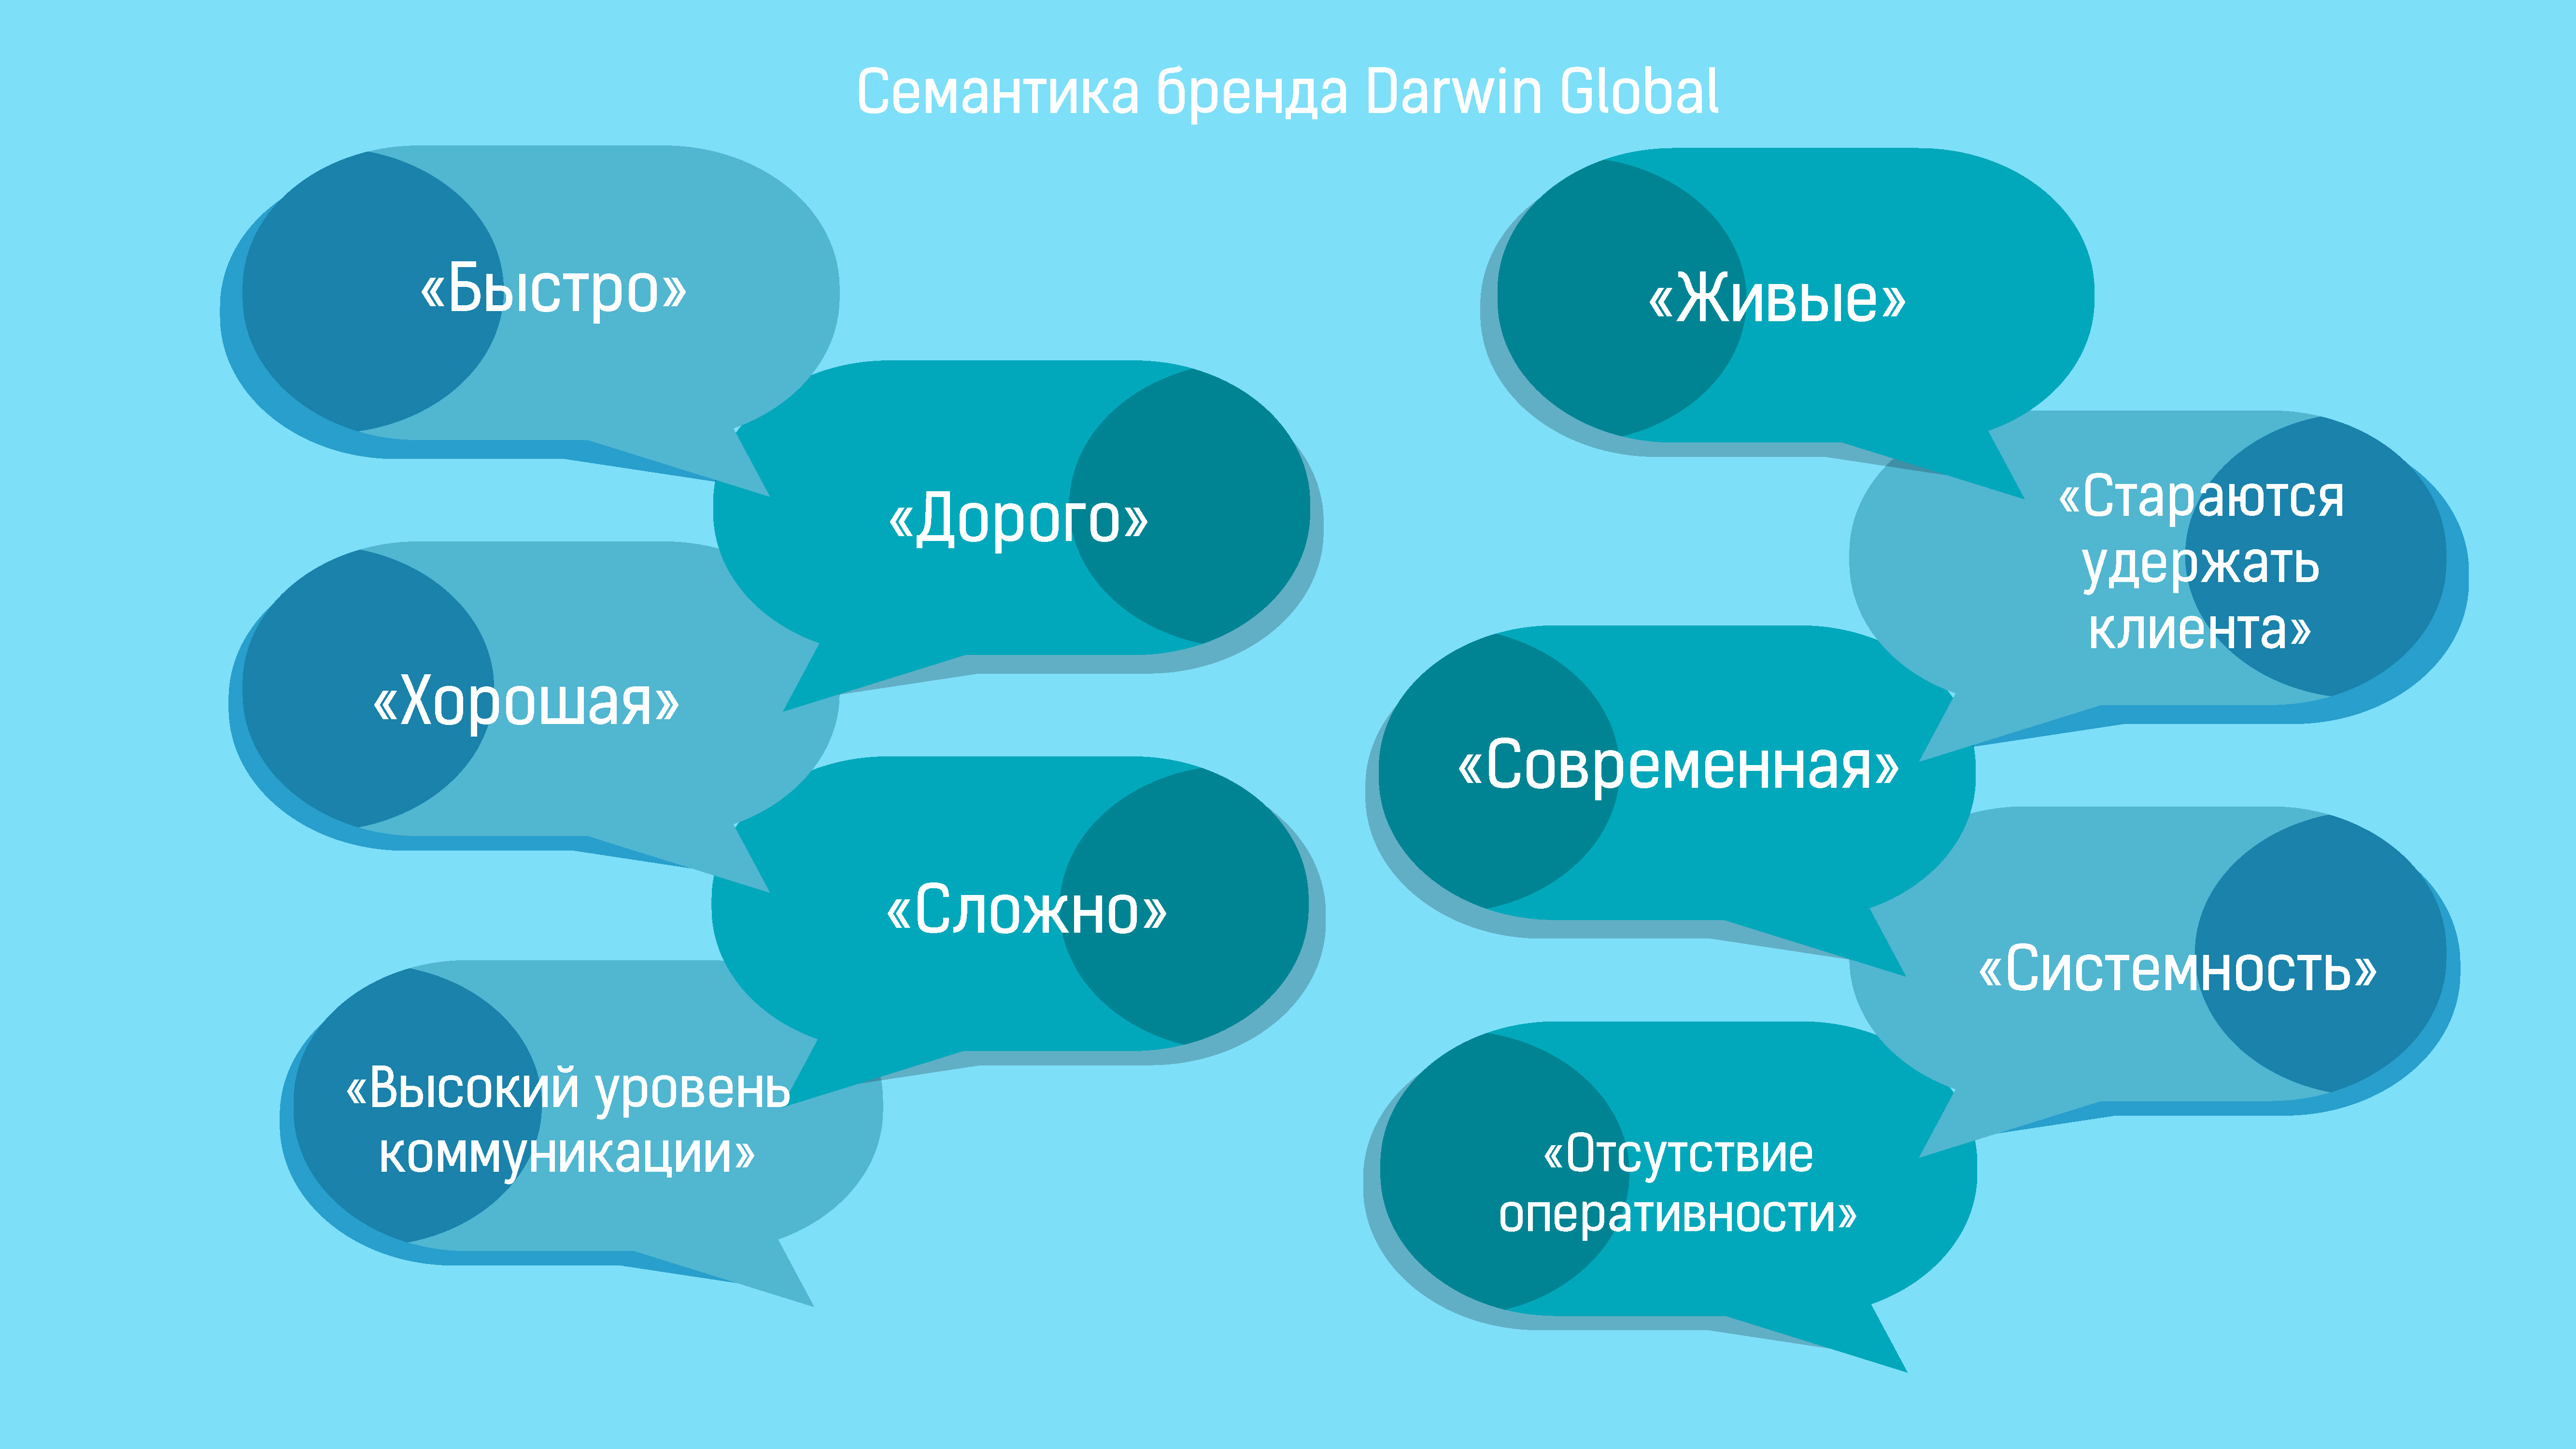 Семантика бренда Darwin Global
«Быстро»
«Дорого»
«Хорошая»
«Сложно»
«Высокий уровень
коммуникации»
«Живые»
«Стараются
удержать
клиента»
«Современная»
«Системность»
«Отсутствие
оперативности»